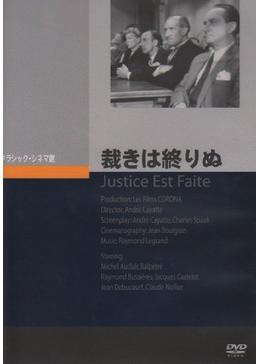 クラシック・シネマ館
裁きは終りぬ
Justice Est Faite
Production: Les Films CORONA
Director: André Cayatte
Screenplay: André Cayatte, Charles Spaak
Cinematography: Jean Bourgoin
Music: Raymond Legrand
Starring:
Michel Auclair, Balpêtré
Raymond Bussières, Jacques Castelot
Jean Debucourt, Claude Nollier
DVD